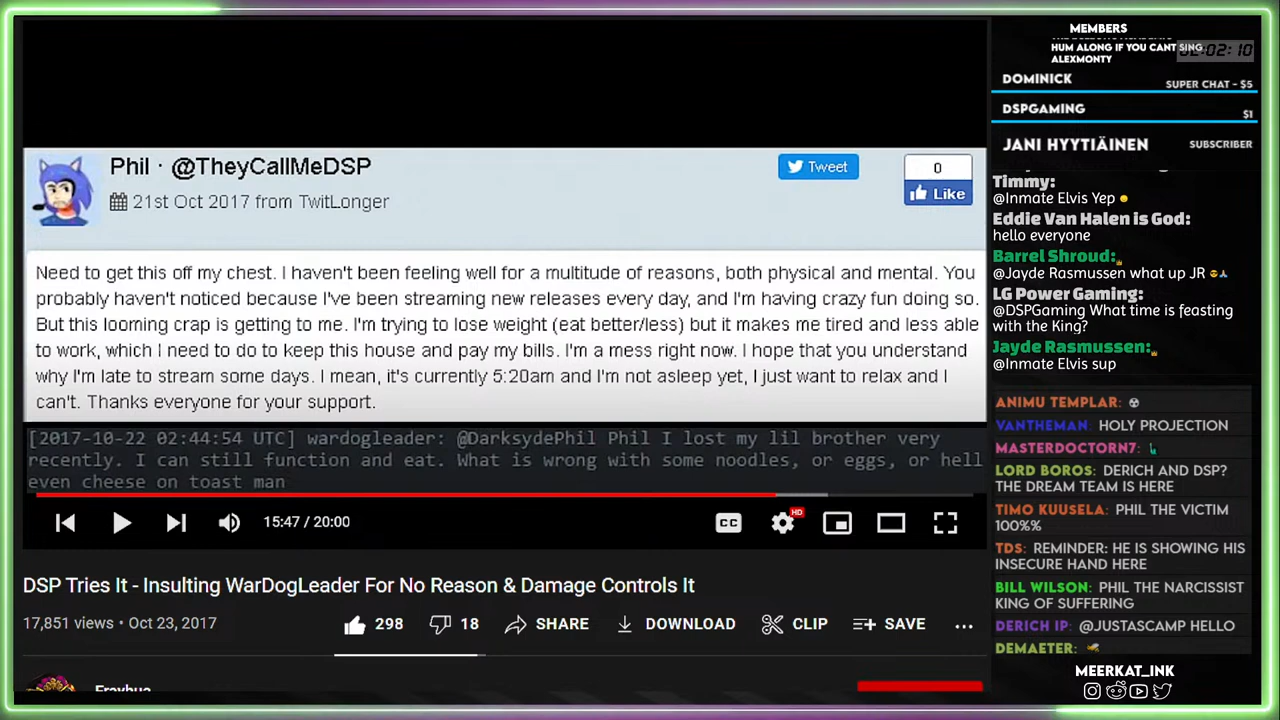 Phil · @TheyCallMeDSP
21st Oct 2017 from TwitLonger
Tweet
0
Like
Need to get this off my chest. I haven't been feeling well for a multitude of reasons, both physical and mental. You
probably haven't noticed because I've been streaming new releases every day, and I'm having crazy fun doing so.
But this looming crap is getting to me. I'm trying to lose weight (eat better/less) but it makes me tired and less able
to work, which I need to do to keep this house and pay my bills. I'm a mess right now. I hope that you understand
why I'm late to stream some days. I mean, it's currently 5:20am and I'm not asleep yet, I just want to relax and I
can't. Thanks everyone for your support.
[2017-10-22 02:44:54 UTC] wardogleader: @DarksydePhil Phil I lost my lil brother very
recently. I can still function and eat. What is wrong with some noodles, or eggs, or hell
even cheese on toast man
15:47 / 20:00
CC
HD
DSP Tries It - Insulting WarDogLeader For No Reason & Damage Controls It
17,851 views • Oct 23, 2017
298
18
SHARE
DOWNLOAD
CLIP
SAVE
MEMBERS
HUM ALONG IF YOU CANT SING
ALEXMONTY
02:10
DOMINICK
SUPER CHAT - $5
DSPGAMING
$1
JANI HYYTIÄINEN
SUBSCRIBER
Timmy:
@Inmate Elvis Yep
Eddie Van Halen is God:
hello everyone
Barrel Shroud:
@Jayde Rasmussen what up JR
LG Power Gaming:
@DSPGaming What time is feasting
with the King?
Jayde Rasmussen:
@Inmate Elvis sup
ANIMU TEMPLAR:
VANTHEMAN: HOLY PROJECTION
MASTERDOCTORN7:
LORD BOROS: DERICH AND DSP?
THE DREAM TEAM IS HERE
TIMO KUUSELA: PHIL THE VICTIM
100%%
TDS: REMINDER: HE IS SHOWING HIS
INSECURE HAND HERE
BILL WILSON: PHIL THE NARCISSIST
KING OF SUFFERING
DERICH IP: @JUSTASCAMP HELLO
DEMAETER:
MEERKAT_INK